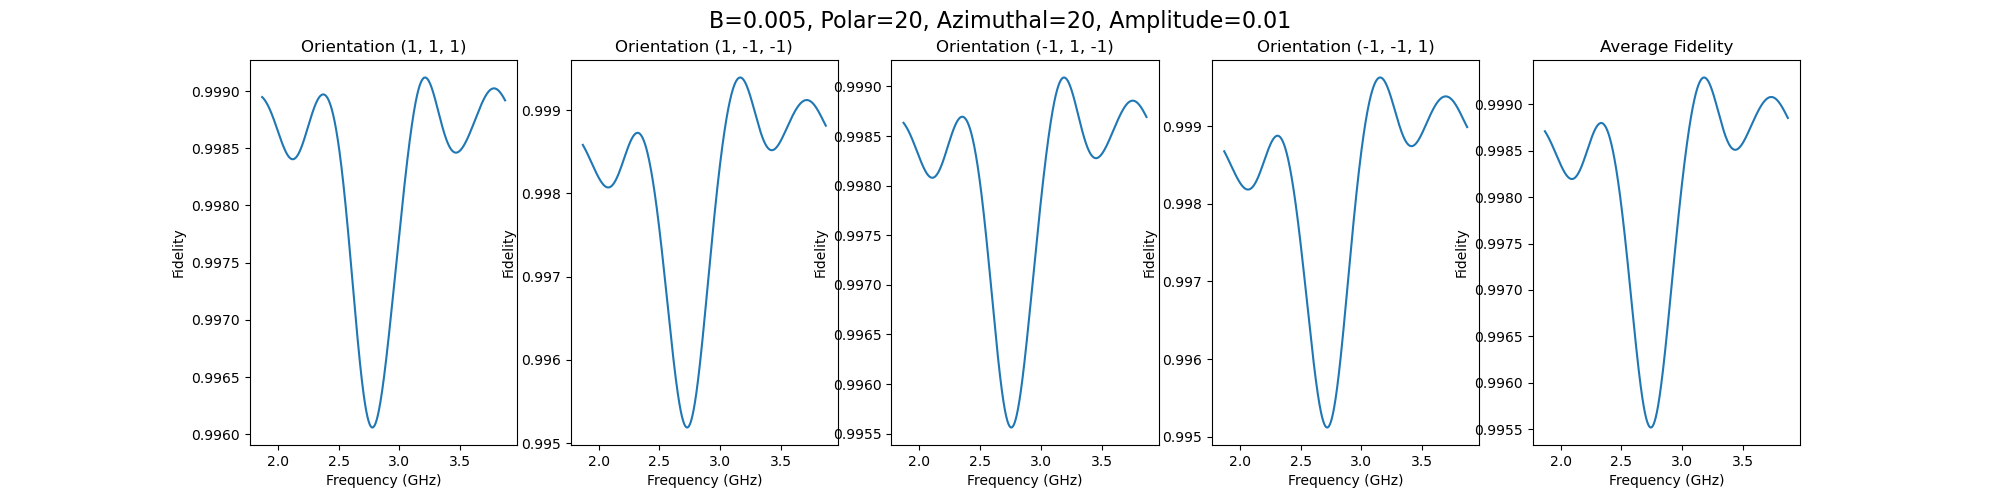 B=0.005, Polar=20, Azimuthal=20, Amplitude=0.01
Orientation (1, 1, 1)
0.9990
0.9985
0.9980
0.9975
0.9970
0.9965
0.9960
Fidelity
2.0 2.5 3.0 3.5
Frequency (GHz)
Orientation (1, -1, -1)
0.999
0.998
0.997
0.996
0.995
Fidelity
2.0 2.5 3.0 3.5
Frequency (GHz)
Orientation (-1, 1, -1)
0.9990
0.9985
0.9980
0.9975
0.9970
0.9965
0.9960
0.9955
Fidelity
2.0 2.5 3.0 3.5
Frequency (GHz)
Orientation (-1, -1, 1)
0.999
0.998
0.997
0.996
0.995
Fidelity
2.0 2.5 3.0 3.5
Frequency (GHz)
Average Fidelity
0.9990
0.9985
0.9980
0.9975
0.9970
0.9965
0.9960
0.9955
Fidelity
2.0 2.5 3.0 3.5
Frequency (GHz)